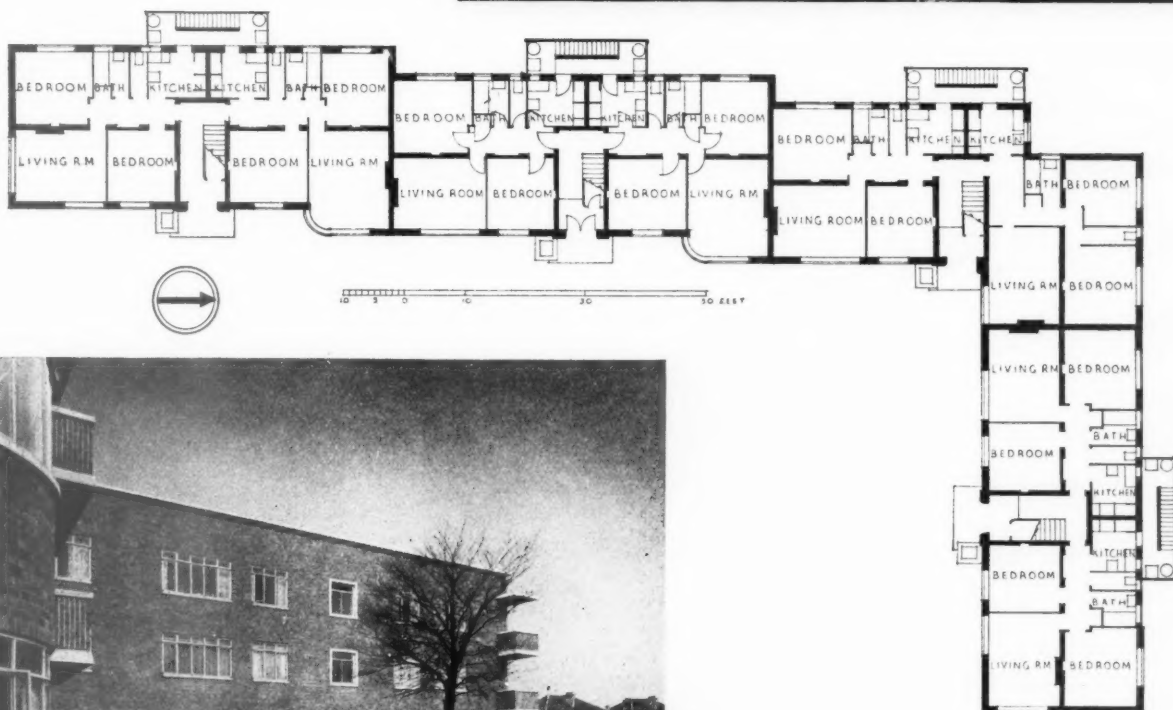 BEDROOM BATH KITCHEN KITCHEN BATH BEDROOM
LIVING RM BEDROOM BEDROOM LIVING RM
BEDROOM BATH KITCHEN KITCHEN BATH BEDROOM
LIVING ROOM BEDROOM BEDROOM LIVING RM
BEDROOM BATH KITCHEN KITCHEN
LIVING ROOM BEDROOM
BATH BEDROOM
LIVING RM BEDROOM
10 5 0 10 30 50 FEET
LIVING RM BEDROOM
BATH
BEDROOM
KITCHEN
KITCHEN
BEDROOM
BATH
LIVING RM BEDROOM